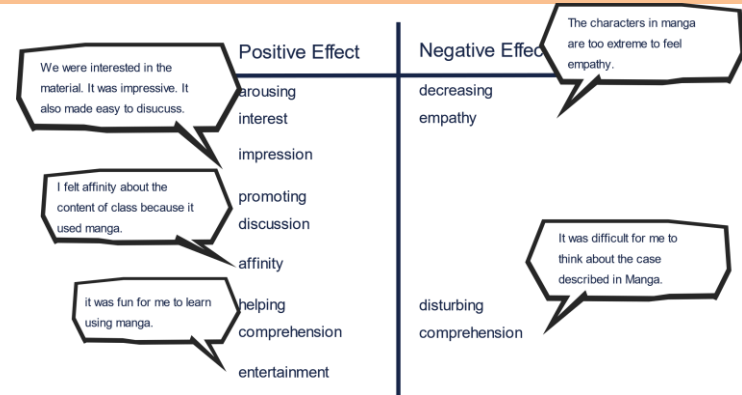 We were interested in the
material. It was impressive. It
also made easy to disucuss.
I felt affinity about the
content of class because it
used manga.
it was fun for me to learn
using manga.
Positive Effect
arousing
interest
impression
promoting
discussion
affinity
helping
comprehension
entertainment
Negative Effec
decreasing
empathy
disturbing
comprehension
The characters in manga
are too extreme to feel
empathy.
It was difficult for me to
think about the case
described in Manga.